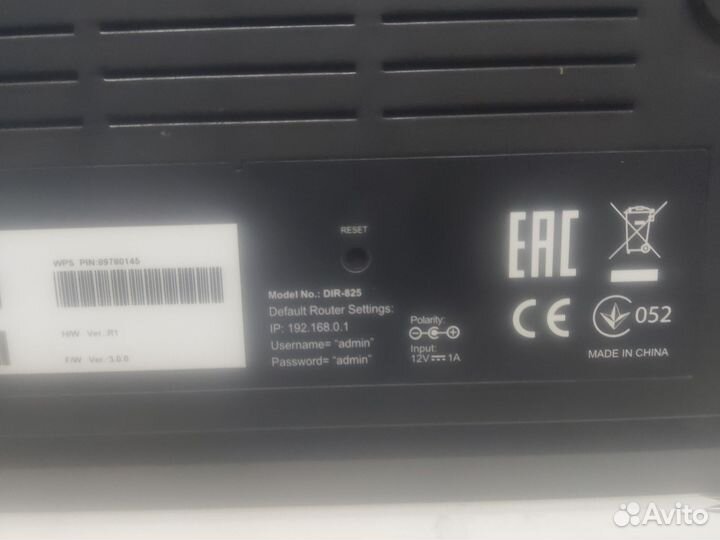 WPS PIN:89780145
H/W Ver.:R1
F/W Ver.:3.0.0
RESET
Model No.: DIR-825
Default Router Settings:
IP: 192.168.0.1
Username= "admin"
Password= "admin"
Polarity:
Input:
12V 1A
EAC
CE
052
MADE IN CHINA
Avito